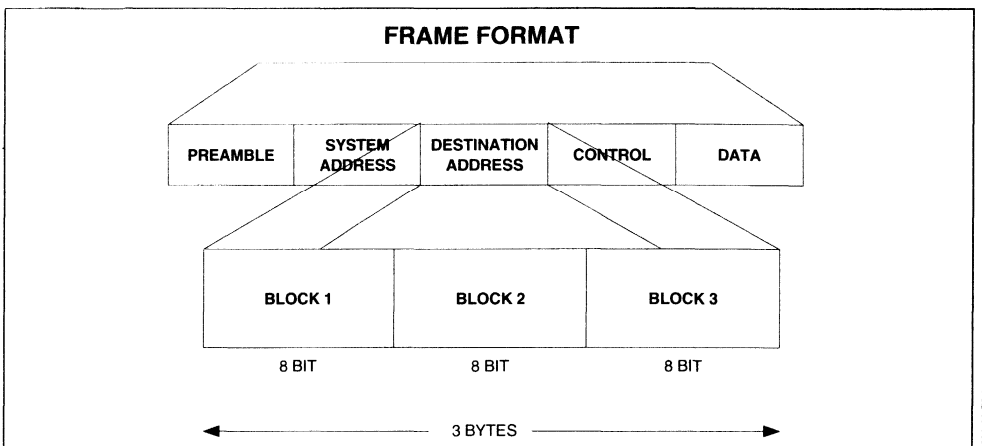 FRAME FORMAT
PREAMBLE
SYSTEM
ADDRESS
DESTINATION
ADDRESS
CONTROL
DATA
BLOCK 1
BLOCK 2
BLOCK 3
8 BIT
8 BIT
8 BIT
3 BYTES